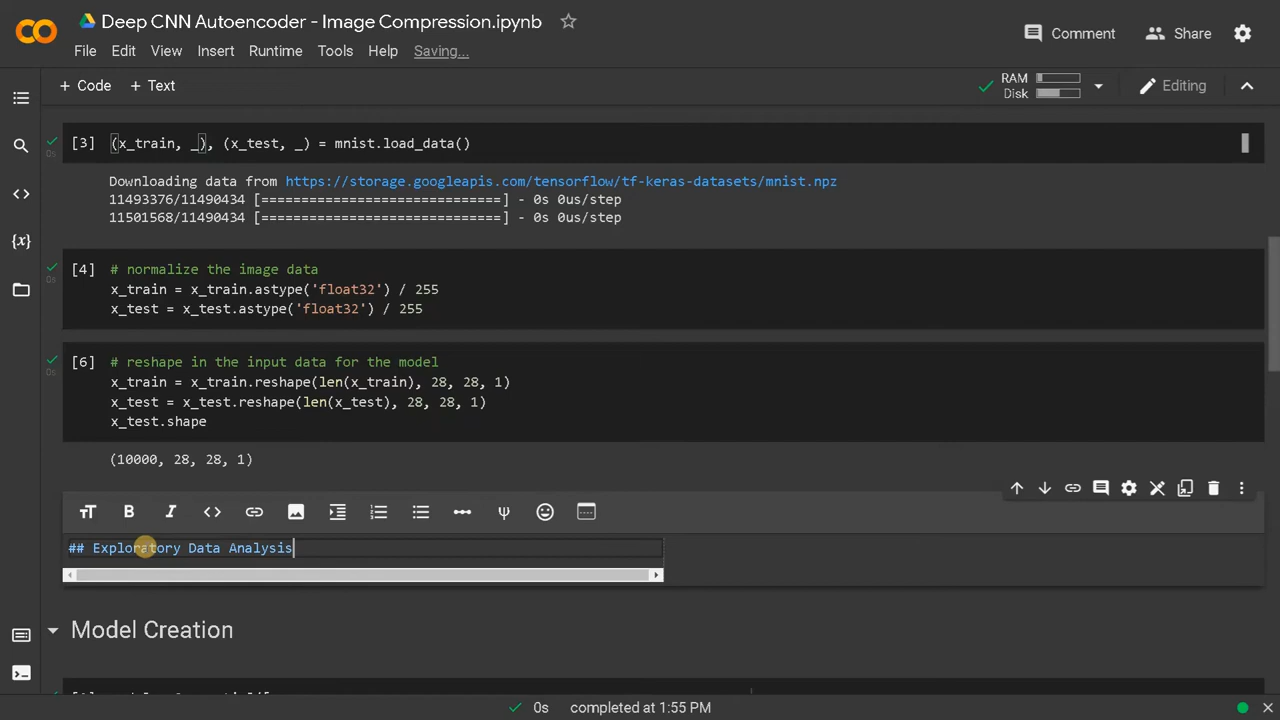 Deep CNN Autoencoder - Image Compression.ipynb
File Edit View Insert Runtime Tools Help Saving...
Comment Share
+ Code + Text
RAM
Disk
Editing
[3] (x_train, _), (x_test, _) = mnist.load_data()
0s
Downloading data from https://storage.googleapis.com/tensorflow/tf-keras-datasets/mnist.npz
11493376/11490434 [==============================] - 0s 0us/step
11501568/11490434 [==============================] - 0s 0us/step
[4] # normalize the image data
0s
x_train = x_train.astype('float32') / 255
x_test = x_test.astype('float32') / 255
[6] # reshape in the input data for the model
0s
x_train = x_train.reshape(len(x_train), 28, 28, 1)
x_test = x_test.reshape(len(x_test), 28, 28, 1)
x_test.shape
(10000, 28, 28, 1)
## Exploratory Data Analysis
Model Creation
0s completed at 1:55 PM